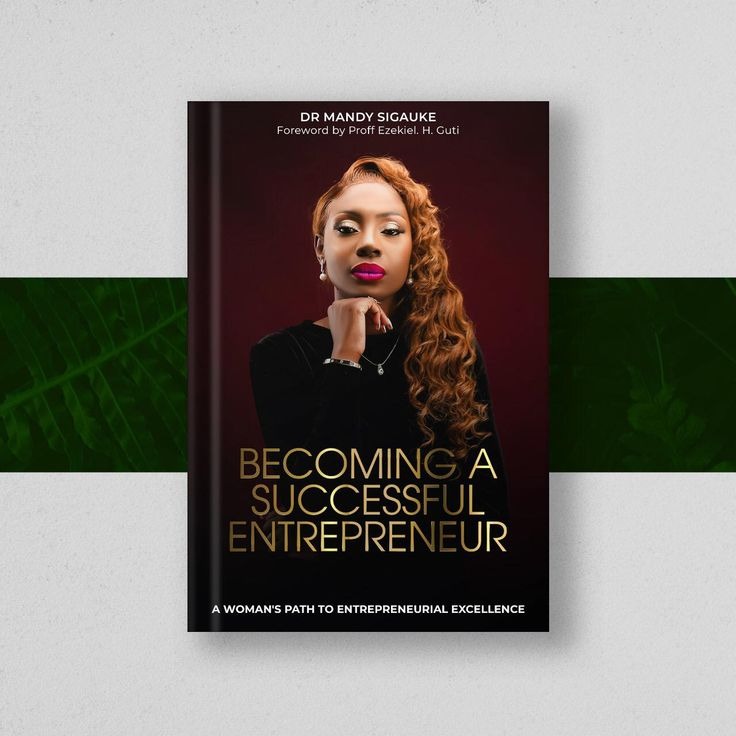 DR MANDY SIGAUKE
Foreword by Proff Ezekiel. H. Guti
BECOMING A
SUCCESSFUL
ENTREPRENEUR
A WOMAN'S PATH TO ENTREPRENEURIAL EXCELLENCE